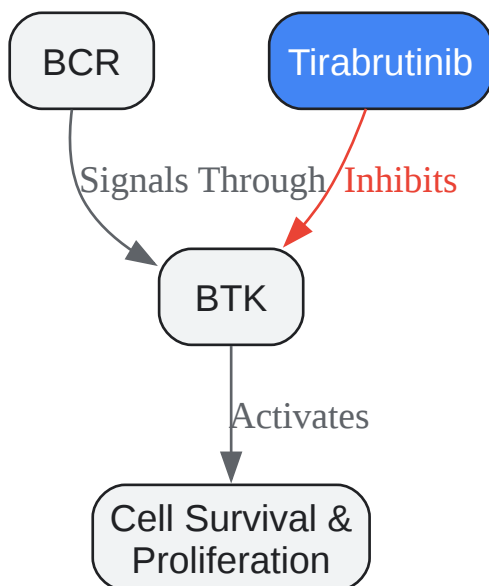 BCR
Tirabrutinib
Signals Through
Inhibits
BTK
Activates
Cell Survival &
Proliferation